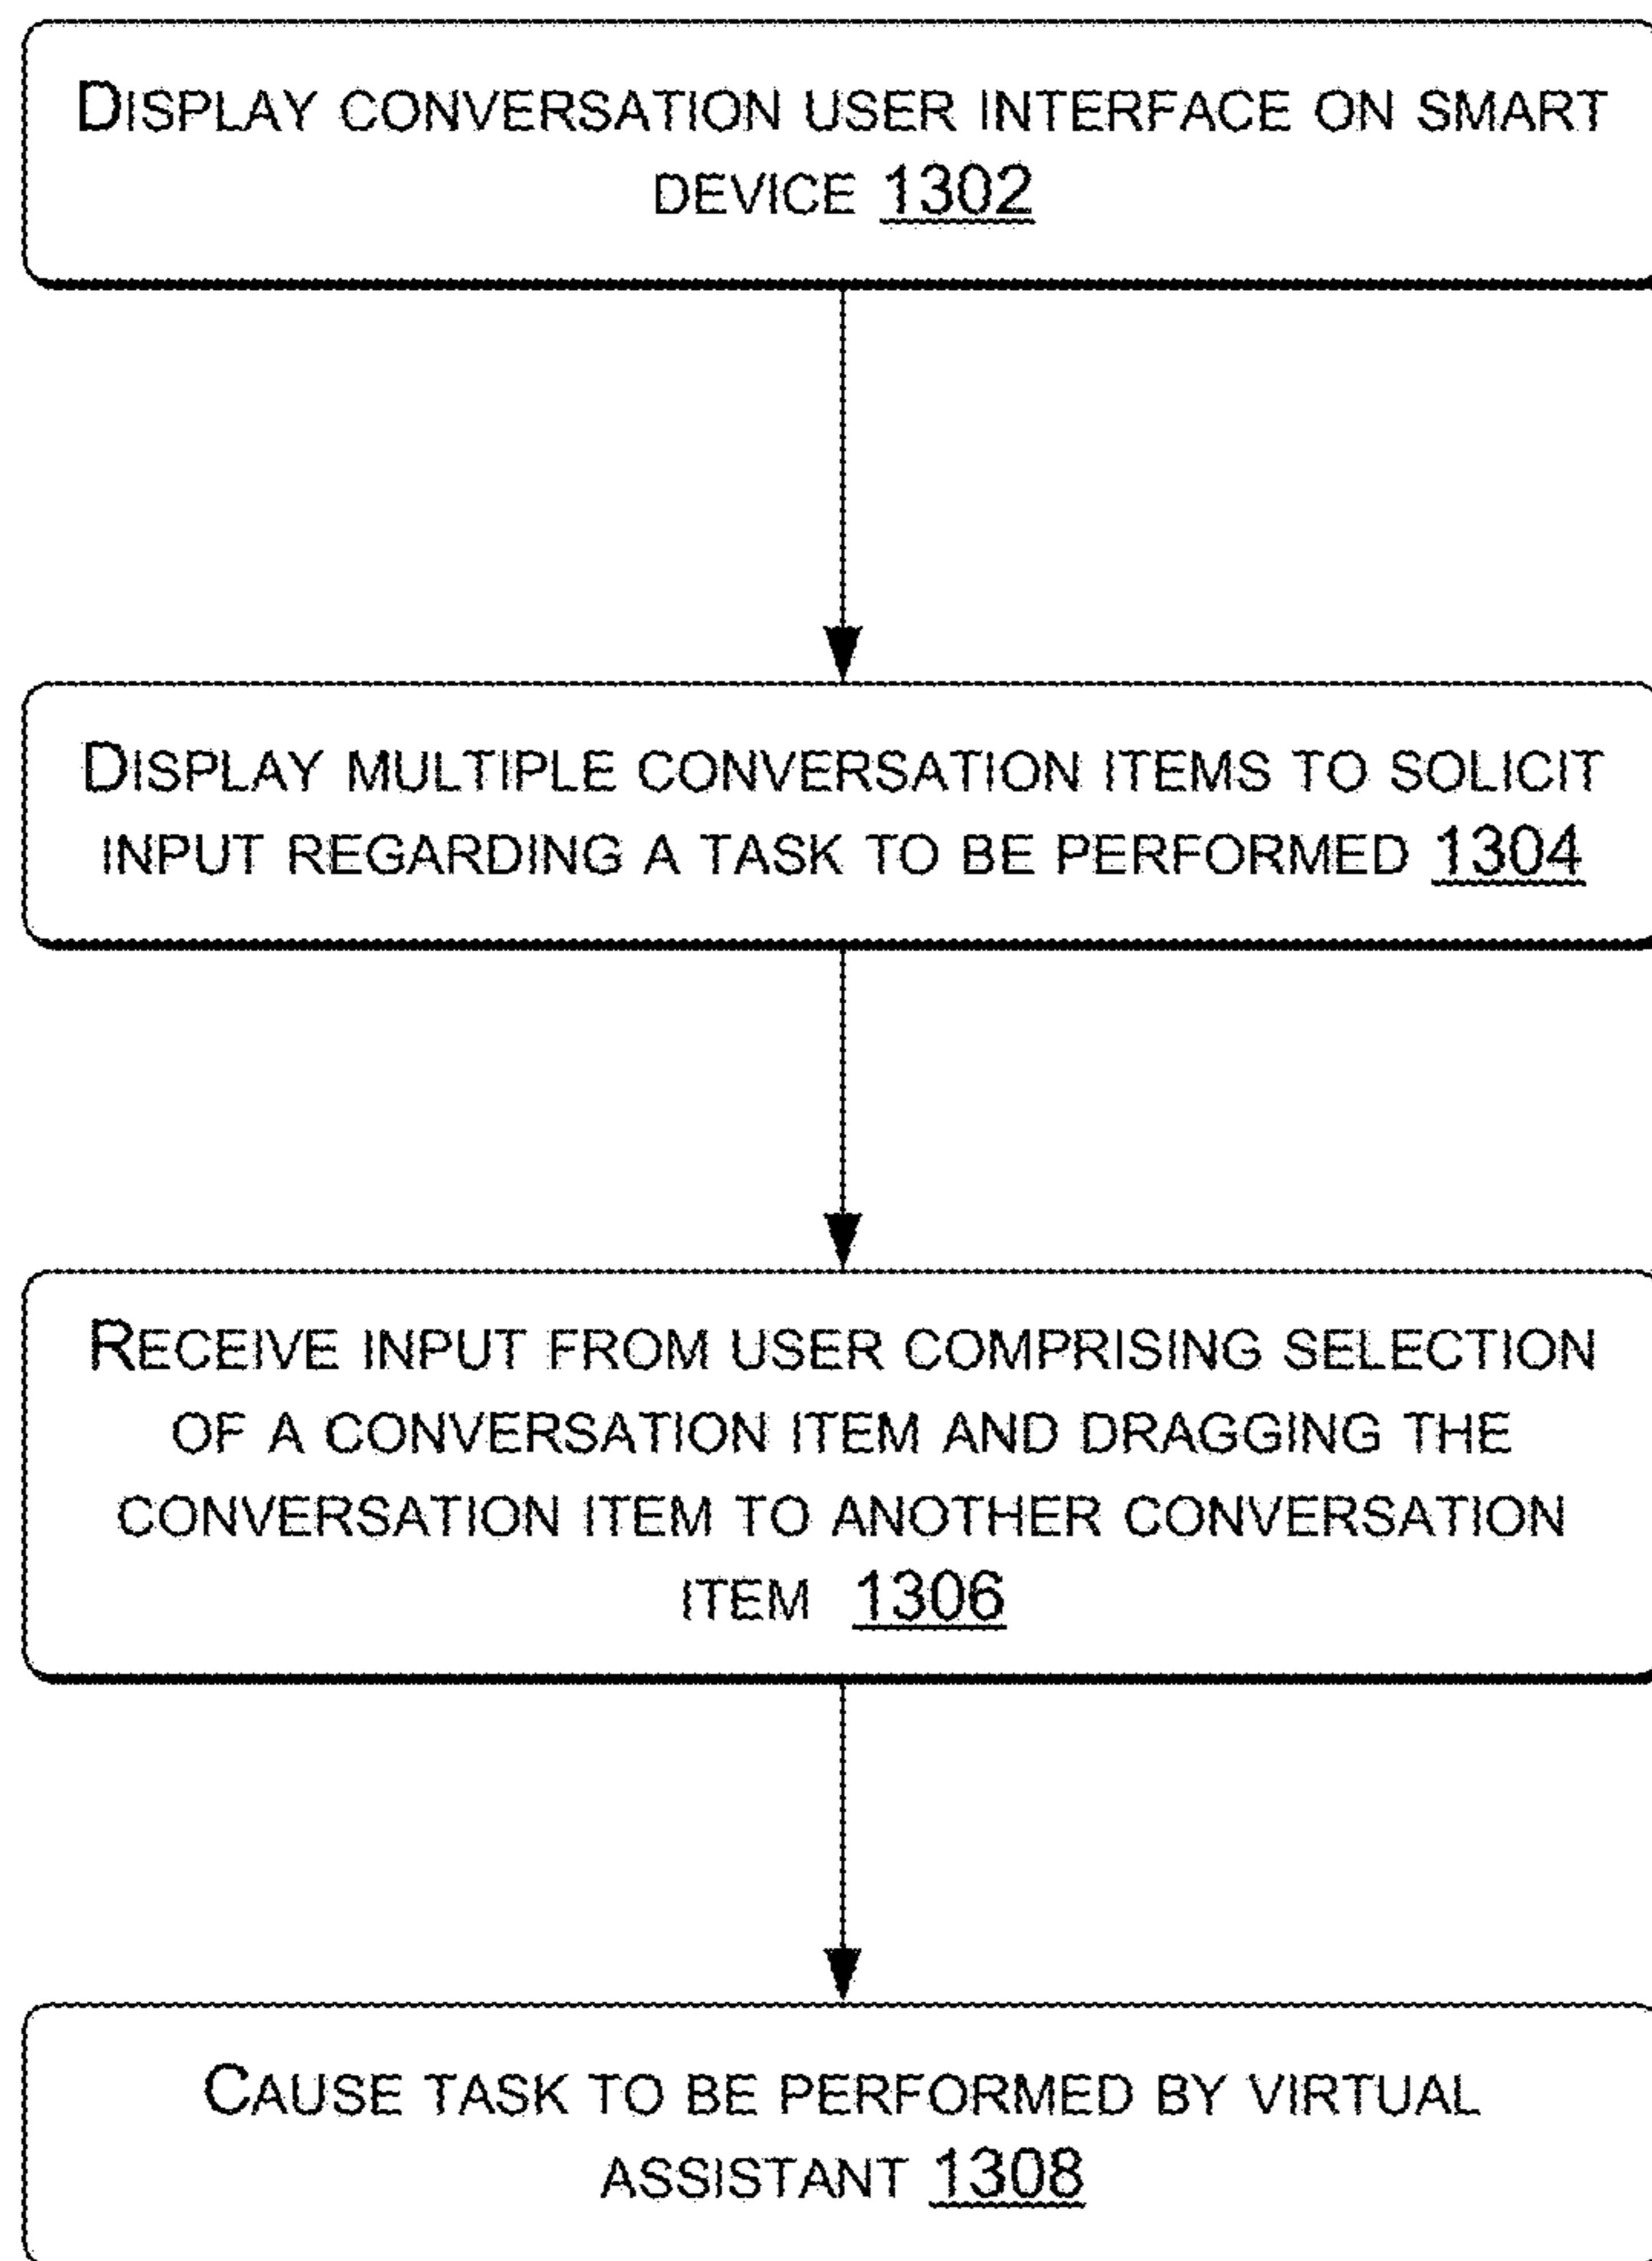 DISPLAY CONVERSATION USER INTERFACE ON SMART
DEVICE 1302
DISPLAY MULTIPLE CONVERSATION ITEMS TO SOLICIT
INPUT REGARDING A TASK TO BE PERFORMED 1304
RECEIVE INPUT FROM USER COMPRISING SELECTION
OF A CONVERSATION ITEM AND DRAGGING THE
CONVERSATION ITEM TO ANOTHER CONVERSATION
ITEM 1306
CAUSE TASK TO BE PERFORMED BY VIRTUAL
ASSISTANT 1308